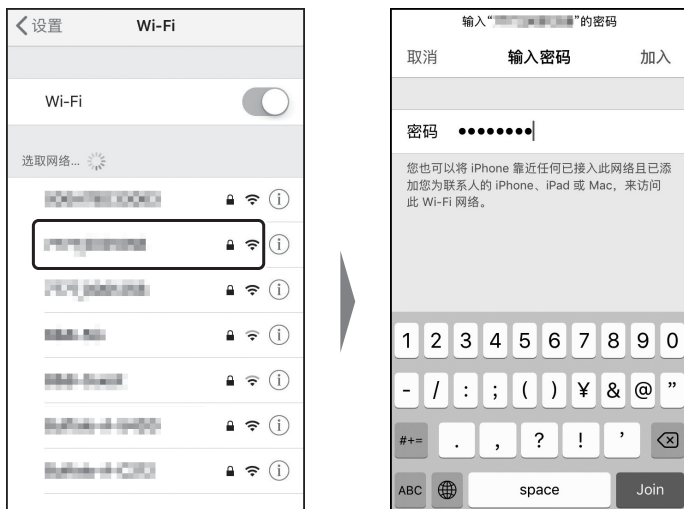 设置
Wi-Fi
Wi-Fi
选取网络...
输入“ ”的密码
取消
输入密码
加入
密码 ••••••••
您也可以将 iPhone 靠近任何已接入此网络且已添
加您为联系人的 iPhone、iPad 或 Mac，来访问
此 Wi-Fi 网络。
1 2 3 4 5 6 7 8 9 0
- / : ; ( ) ¥ & @ ”
#+= . , ? ! ’
ABC space Join